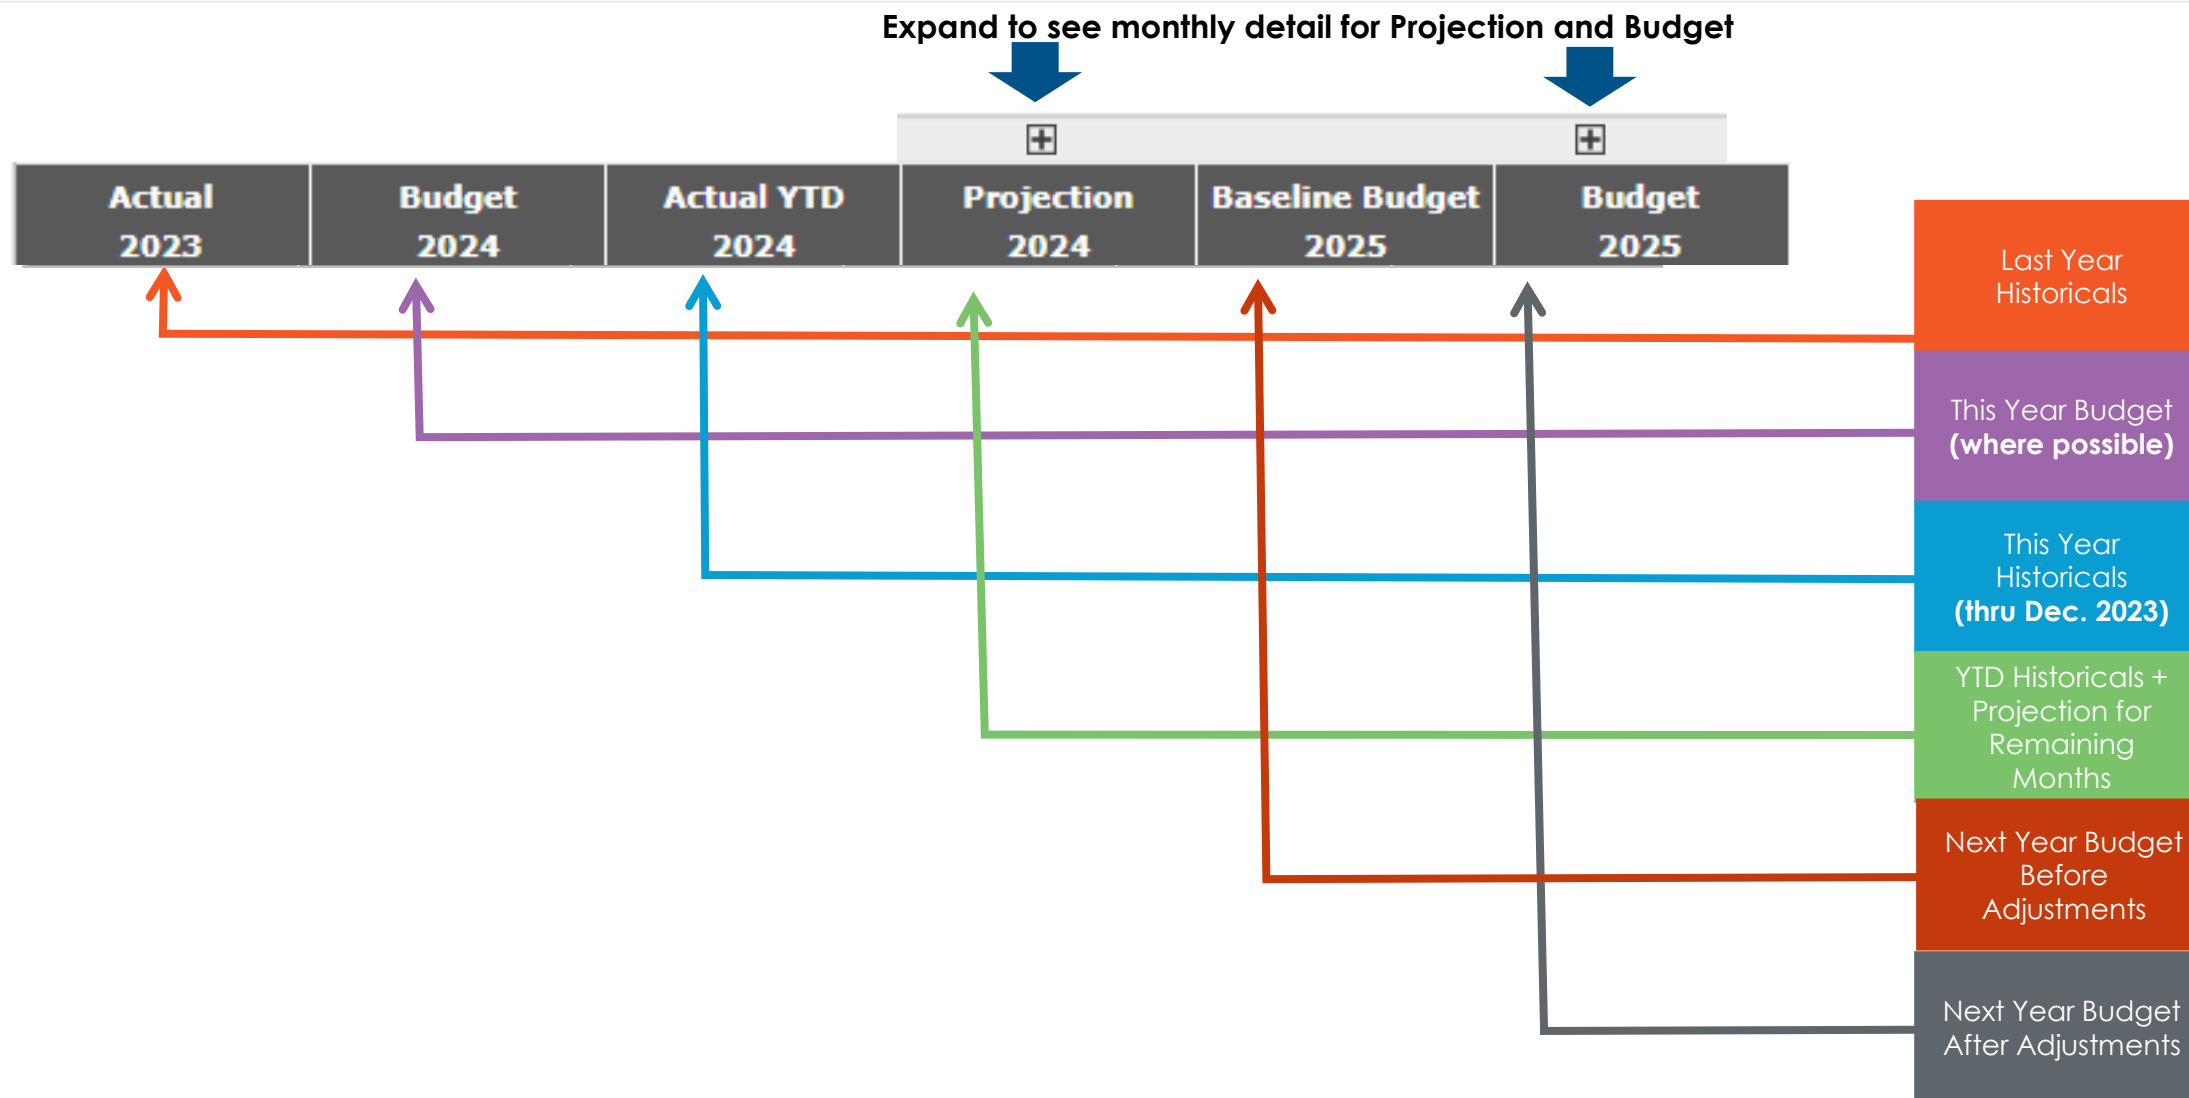 Expand to see monthly detail for Projection and Budget
Actual
2023
Budget
2024
Actual YTD
2024
Projection
2024
Baseline Budget
2025
Budget
2025
Last Year
Historicals
This Year Budget
(where possible)
This Year
Historicals
(thru Dec. 2023)
YTD Historicals +
Projection for
Remaining
Months
Next Year Budget
Before
Adjustments
Next Year Budget
After Adjustments